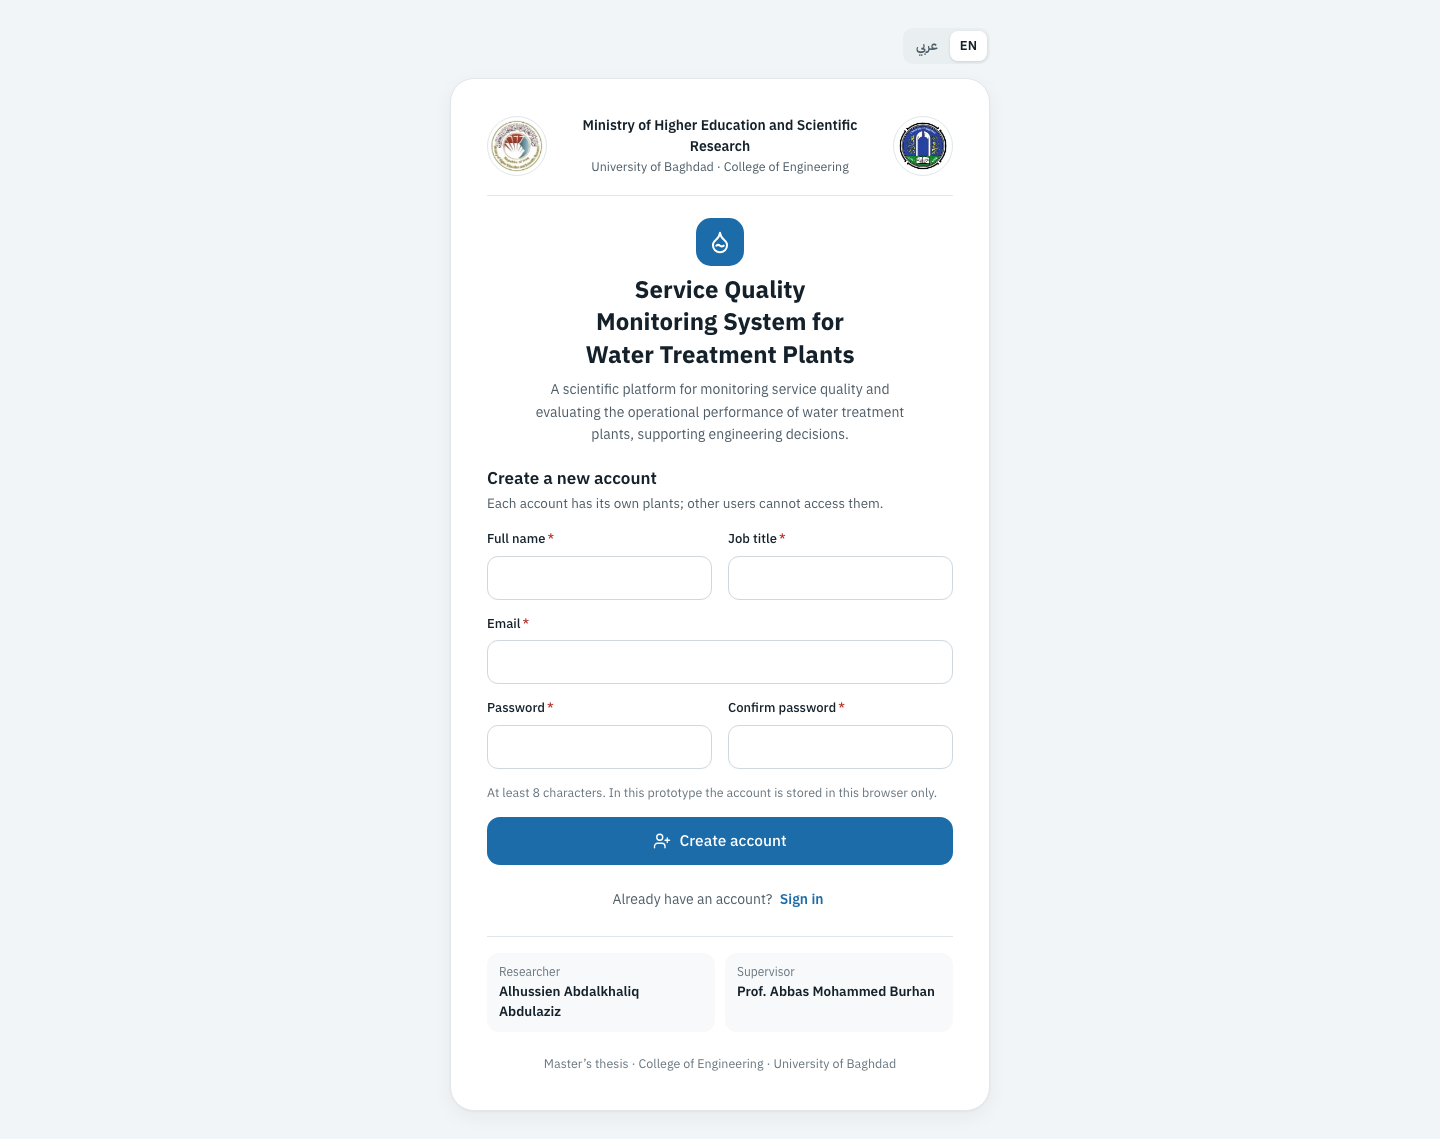 عربي EN
Ministry of Higher Education and Scientific
Research
University of Baghdad · College of Engineering
Service Quality
Monitoring System for
Water Treatment Plants
A scientific platform for monitoring service quality and
evaluating the operational performance of water treatment
plants, supporting engineering decisions.
Create a new account
Each account has its own plants; other users cannot access them.
Full name *
Job title *
Email *
Password *
Confirm password *
At least 8 characters. In this prototype the account is stored in this browser only.
Create account
Already have an account? Sign in
Researcher
Alhussien Abdalkhaliq
Abdulaziz
Supervisor
Prof. Abbas Mohammed Burhan
Master’s thesis · College of Engineering · University of Baghdad